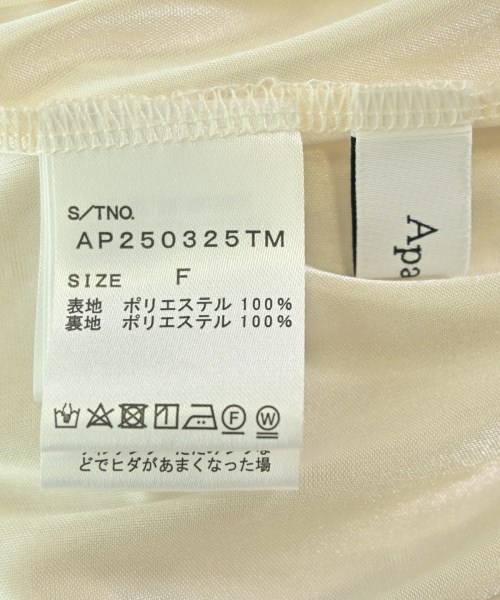 S/TNO.
AP250325TM
SIZE F
表地 ポリエステル 100%
裏地 ポリエステル 100%
F W
どでヒダがあまくなった場
Apa